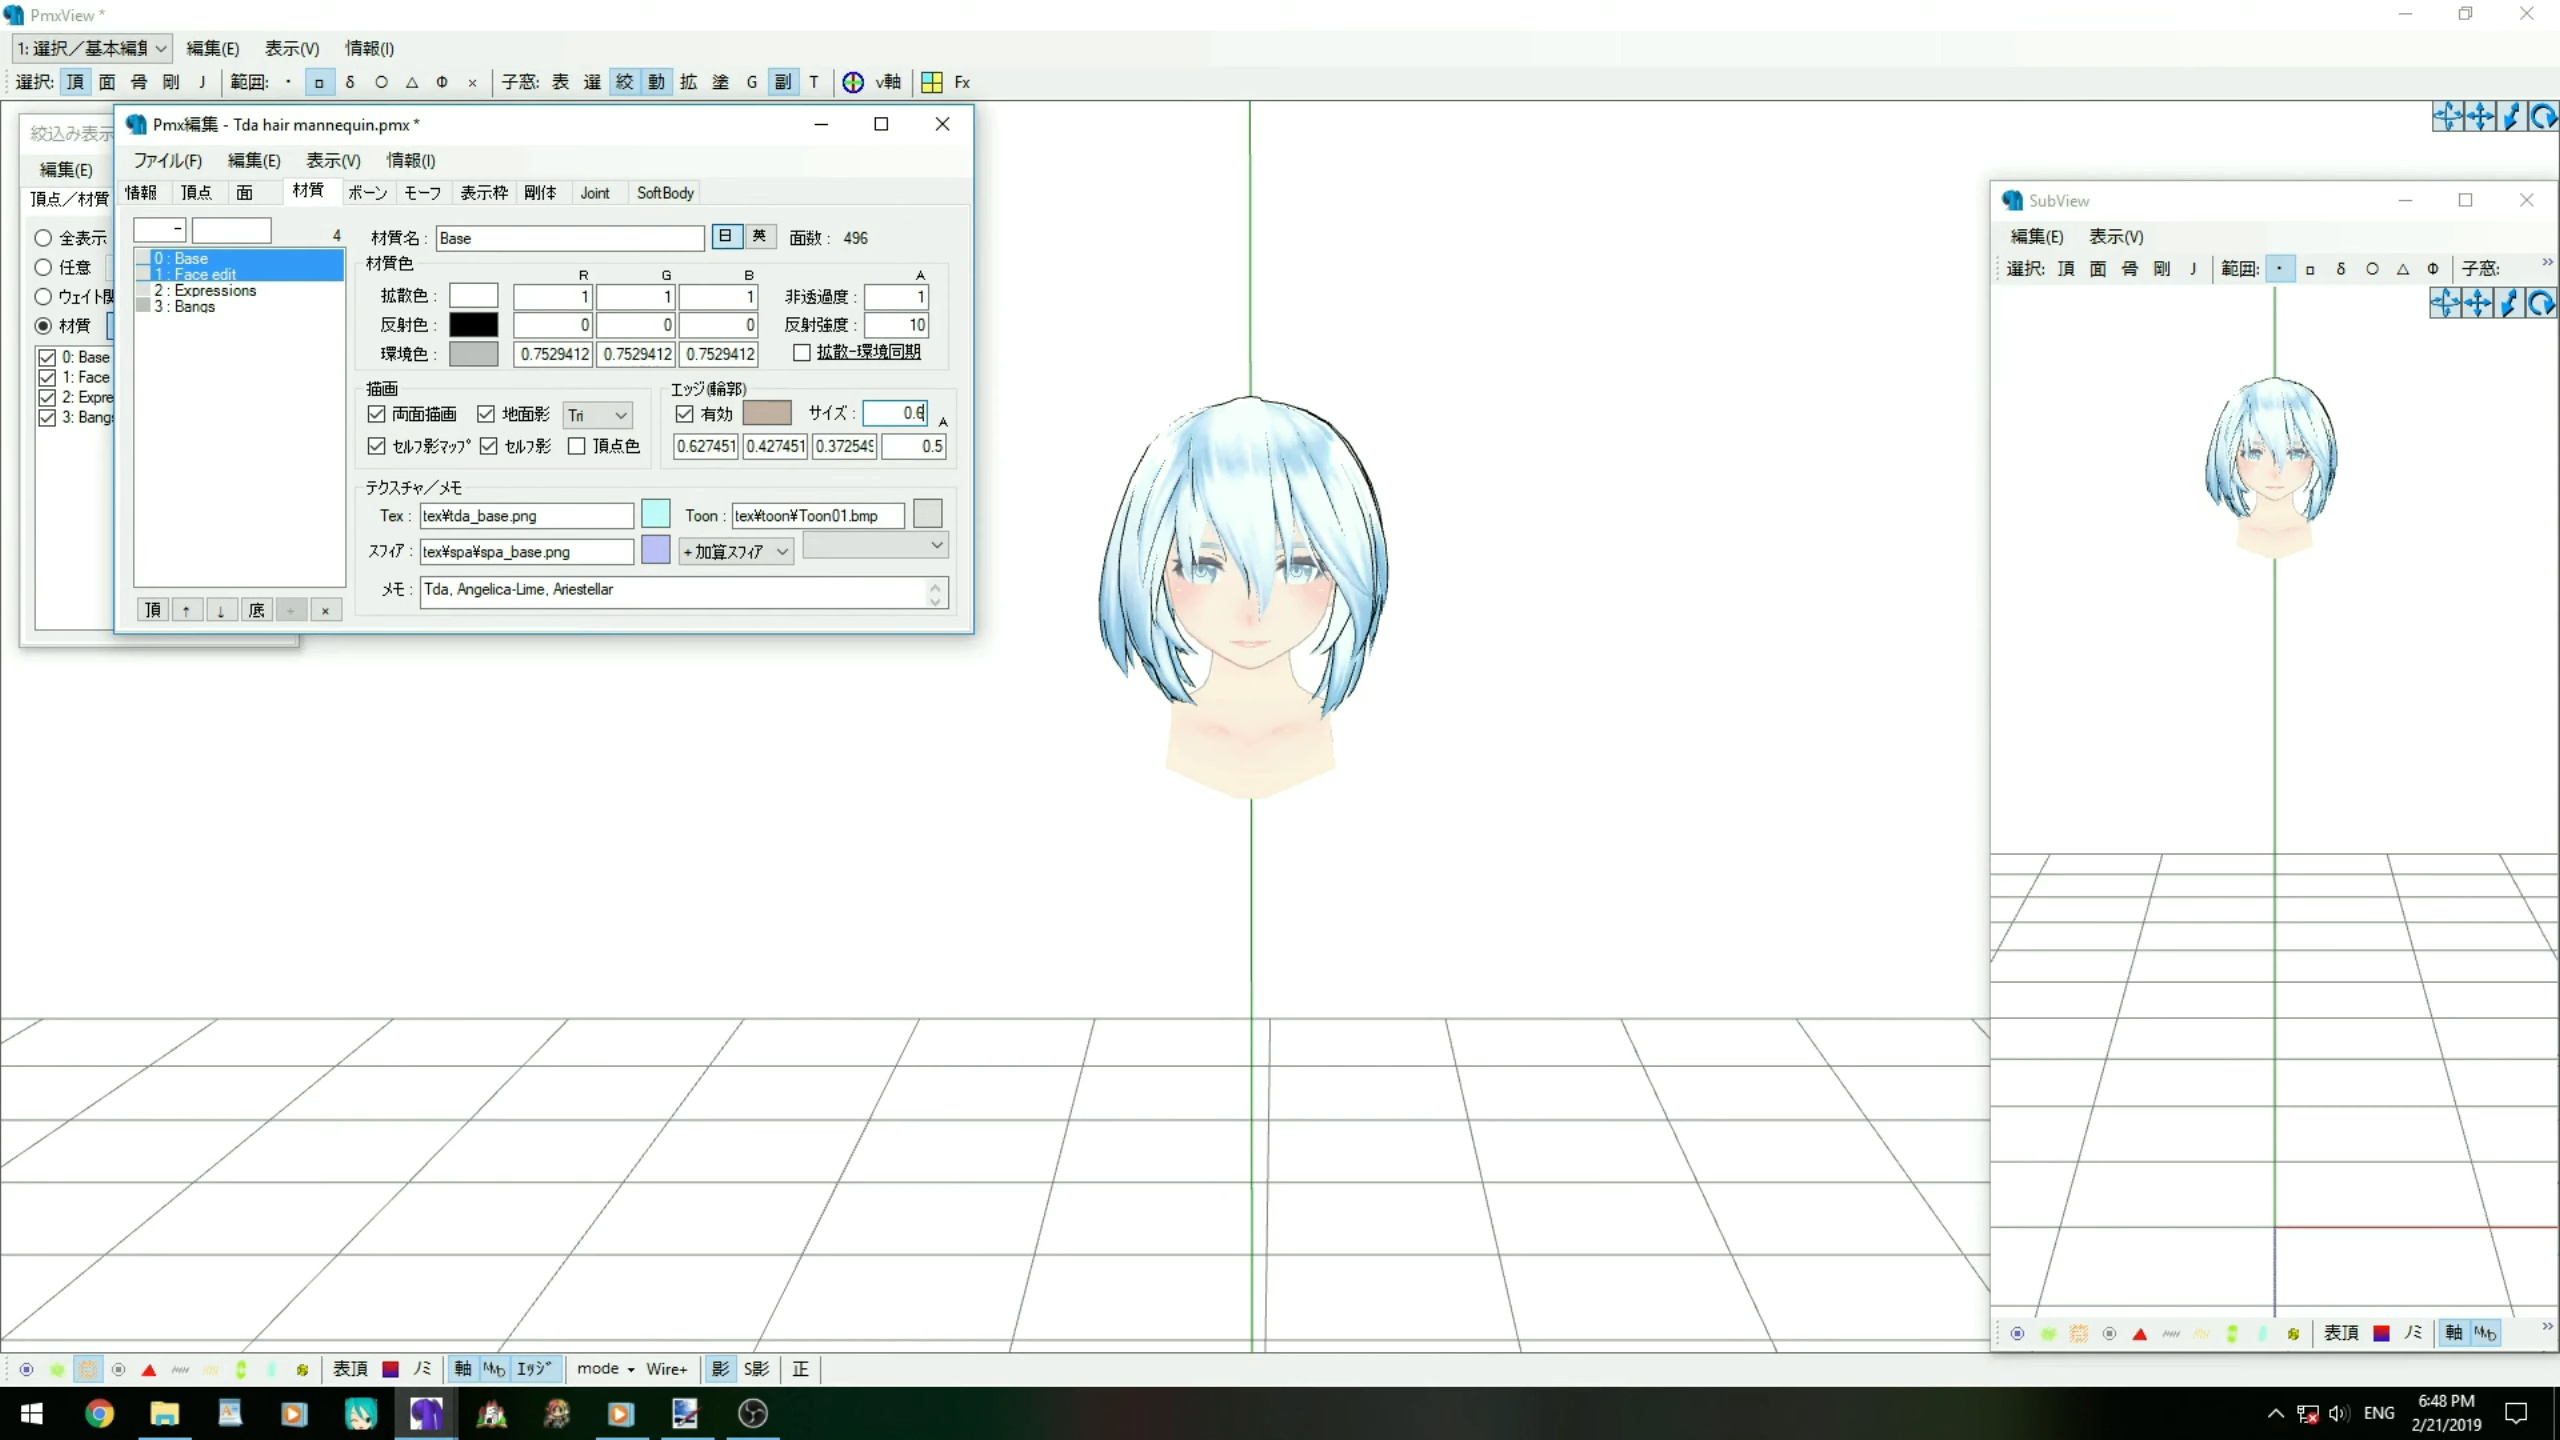 PmxView *
1: 選択／基本編集 編集(E) 表示(V) 情報(I)
選択: 頂 面 骨 剛 J 範囲: ・ □ δ ○ △ Φ × 子窓: 表 選 絞 動 拡 塗 G 副 T v軸 Fx
絞込み表示
編集(E)
頂点／材質
全表示
任意
ウェイト関
材質
0: Base
1: Face
2: Expre
3: Bangs
Pmx編集 - Tda hair mannequin.pmx *
ファイル(F) 編集(E) 表示(V) 情報(I)
情報 頂点 面 材質 ボーン モーフ 表示枠 剛体 Joint SoftBody
- 4
0 : Base
1 : Face edit
2 : Expressions
3 : Bangs
頂 ↑ ↓ 底 + ×
材質名 : Base 日 英 面数 : 496
材質色
R G B A
拡散色 : 1 1 1 非透過度 : 1
反射色 : 0 0 0 反射強度 : 10
環境色 : 0.7529412 0.7529412 0.7529412 拡散-環境同期
描画
両面描画 地面影 Tri
セルフ影マップ セルフ影 頂点色
エッジ(輪郭)
有効 サイズ : 0.6 A
0.627451 0.427451 0.372549 0.5
テクスチャ／メモ
Tex : tex¥tda_base.png Toon : tex¥toon¥Toon01.bmp
スフィア : tex¥spa¥spa_base.png + 加算スフィア
メモ : Tda, Angelica-Lime, Ariestellar
SubView
編集(E) 表示(V)
選択: 頂 面 骨 剛 J 範囲: ・ □ δ ○ △ Φ 子窓: »
表頂 ノミ 軸 MMD »
表頂 ノミ 軸 MMD エッジ mode Wire+ 影 S影 正
ENG
6:48 PM
2/21/2019